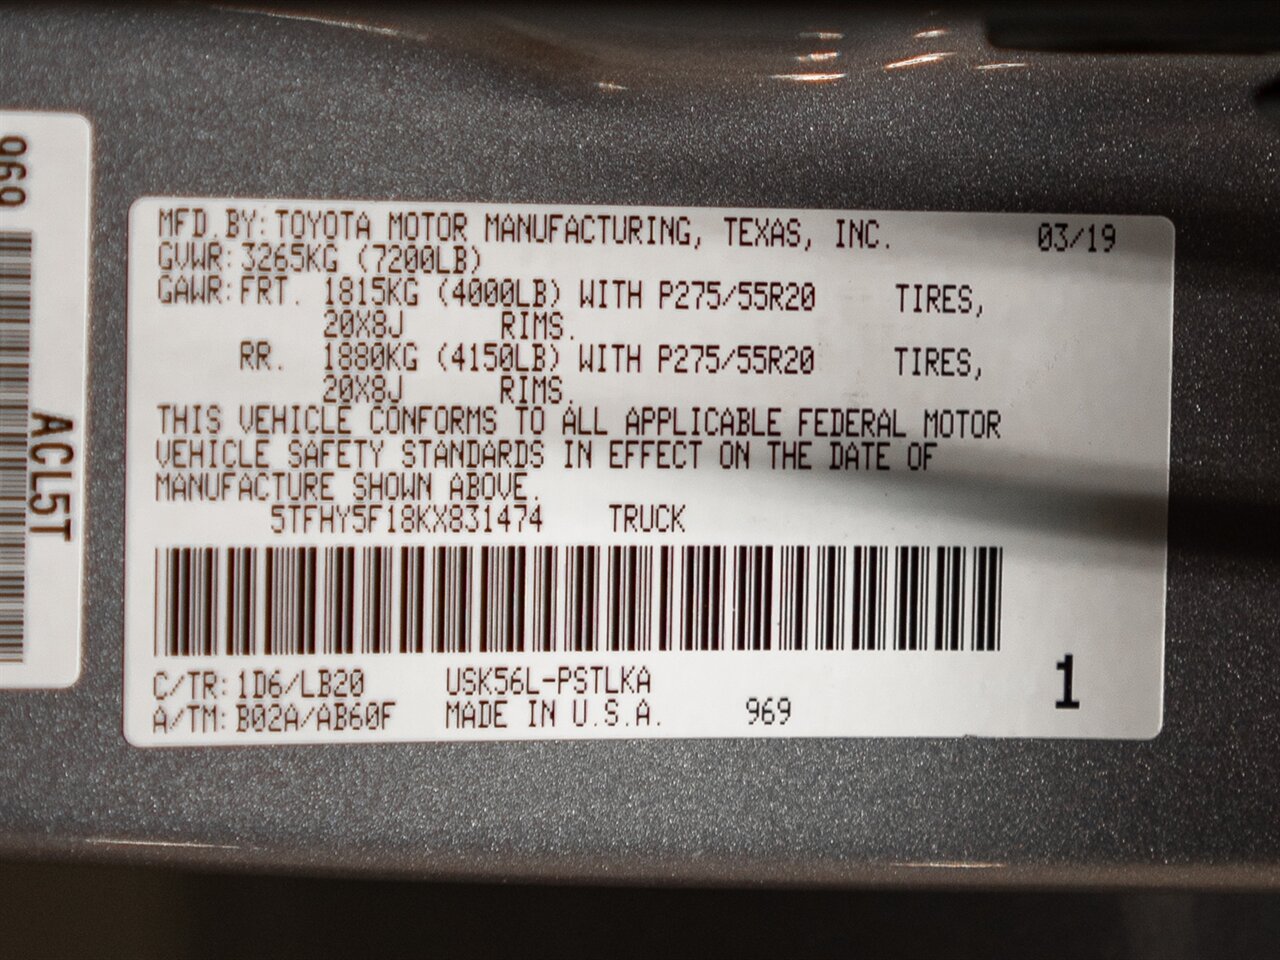 MFD. BY: TOYOTA MOTOR MANUFACTURING, TEXAS, INC. 03/19
GVWR: 3265KG (7200LB)
GAWR: FRT. 1815KG (4000LB) WITH P275/55R20 TIRES,
20X8J RIMS.
RR. 1880KG (4150LB) WITH P275/55R20 TIRES,
20X8J RIMS.
THIS VEHICLE CONFORMS TO ALL APPLICABLE FEDERAL MOTOR
VEHICLE SAFETY STANDARDS IN EFFECT ON THE DATE OF
MANUFACTURE SHOWN ABOVE.
5TFHY5F18KX831474 TRUCK
C/TR: 1D6/LB20 USK56L-PSTLKA
A/TM: B02A/AB60F MADE IN U.S.A. 969
1
969
ACL5T